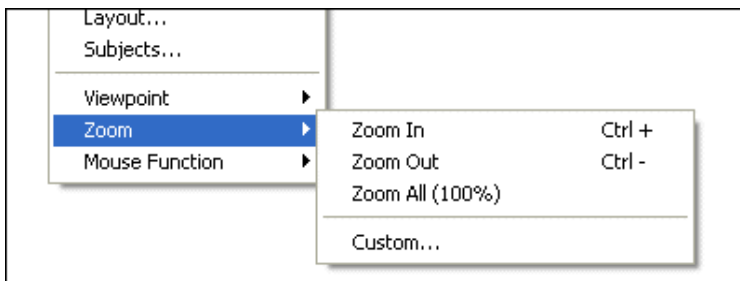 Layout...
Subjects...
Viewpoint
Zoom
Mouse Function
Zoom In Ctrl +
Zoom Out Ctrl -
Zoom All (100%)
Custom...